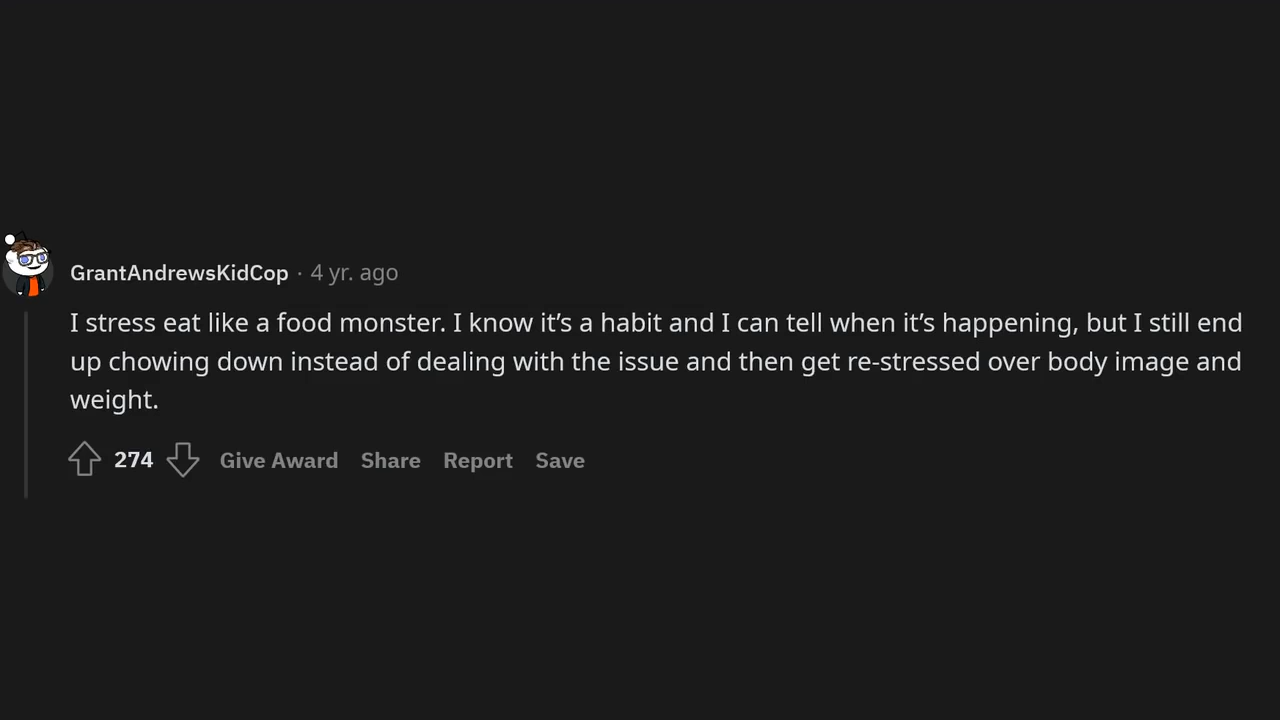 GrantAndrewsKidCop · 4 yr. ago
I stress eat like a food monster. I know it’s a habit and I can tell when it’s happening, but I still end
up chowing down instead of dealing with the issue and then get re-stressed over body image and
weight.
274 Give Award Share Report Save